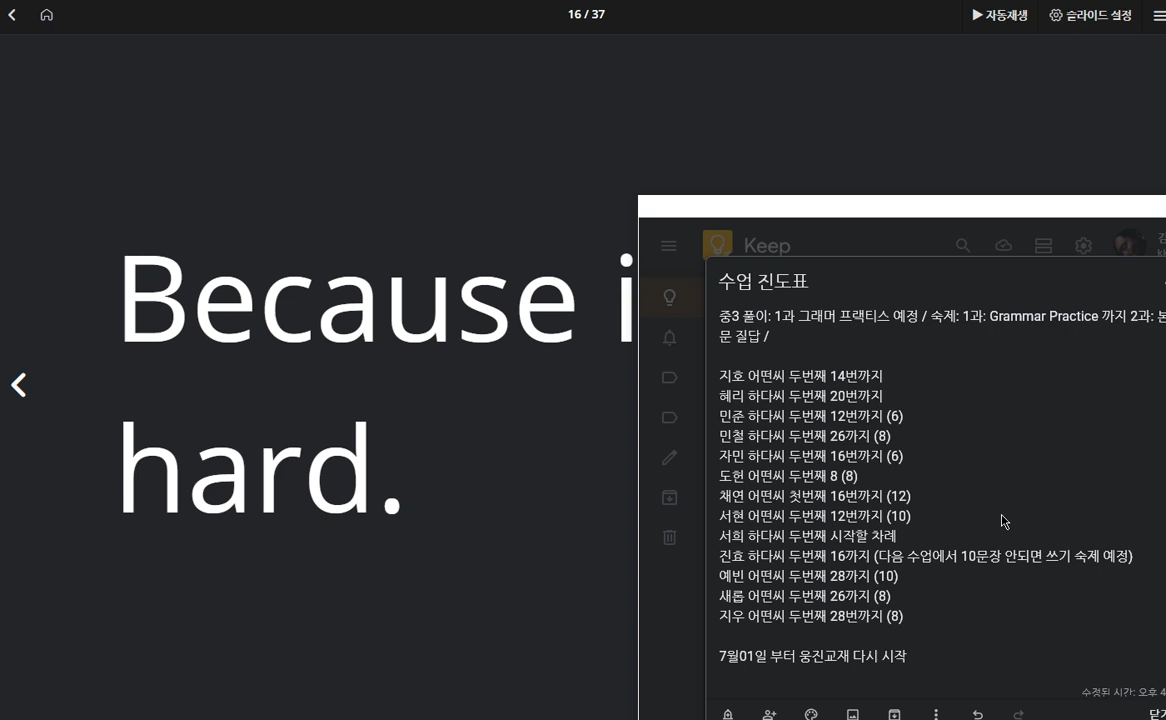 16 / 37
▶ 자동재생
슬라이드 설정
Because i
hard.
Keep
수업 진도표
중3 풀이: 1과 그래머 프랙티스 예정 / 숙제: 1과: Grammar Practice 까지 2과: 본
문 질답 /
지호 어떤씨 두번째 14번까지
혜리 하다씨 두번째 20번까지
민준 하다씨 두번째 12번까지 (6)
민철 하다씨 두번째 26까지 (8)
자민 하다씨 두번째 16번까지 (6)
도헌 어떤씨 두번째 8 (8)
채연 어떤씨 첫번째 16번까지 (12)
서현 어떤씨 두번째 12번까지 (10)
서희 하다씨 두번째 시작할 차례
진효 하다씨 두번째 16까지 (다음 수업에서 10문장 안되면 쓰기 숙제 예정)
예빈 어떤씨 두번째 28까지 (10)
새롭 어떤씨 두번째 26까지 (8)
지우 어떤씨 두번째 28번까지 (8)
7월01일 부터 웅진교재 다시 시작
수정된 시간: 오후 4